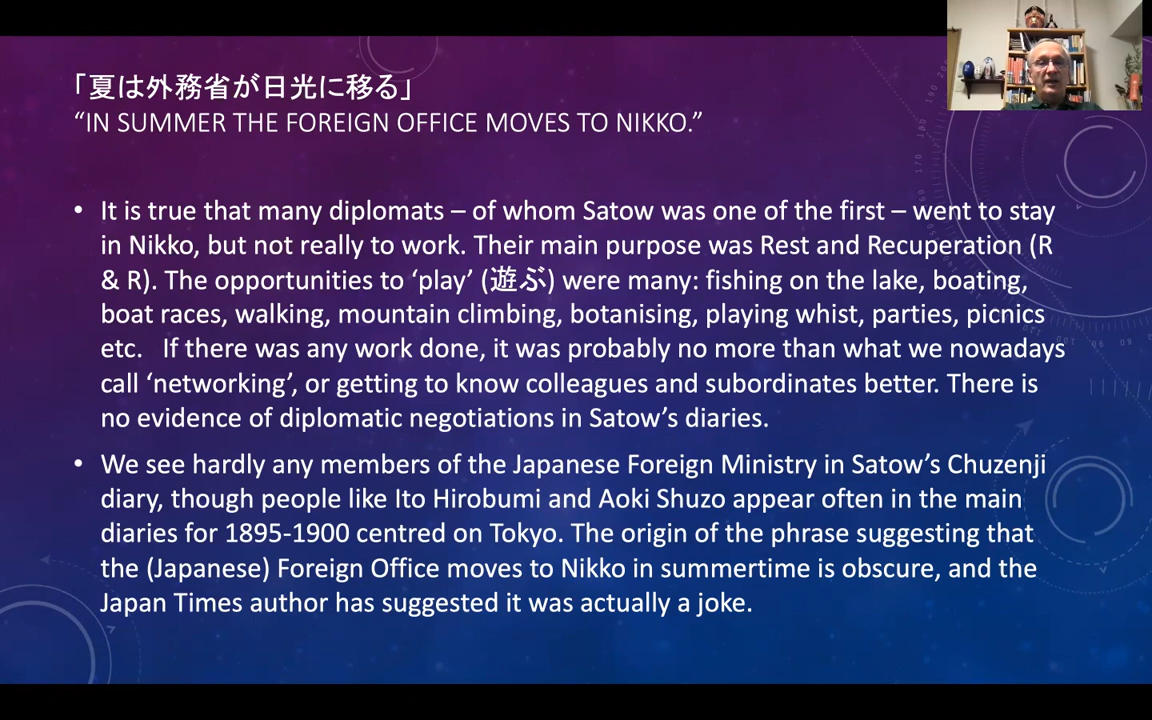 「夏は外務省が日光に移る」
“IN SUMMER THE FOREIGN OFFICE MOVES TO NIKKO.”
• It is true that many diplomats – of whom Satow was one of the first – went to stay
in Nikko, but not really to work. Their main purpose was Rest and Recuperation (R
& R). The opportunities to ‘play’ (遊ぶ) were many: fishing on the lake, boating,
boat races, walking, mountain climbing, botanising, playing whist, parties, picnics
etc.   If there was any work done, it was probably no more than what we nowadays
call ‘networking’, or getting to know colleagues and subordinates better. There is
no evidence of diplomatic negotiations in Satow’s diaries.
• We see hardly any members of the Japanese Foreign Ministry in Satow’s Chuzenji
diary, though people like Ito Hirobumi and Aoki Shuzo appear often in the main
diaries for 1895-1900 centred on Tokyo. The origin of the phrase suggesting that
the (Japanese) Foreign Office moves to Nikko in summertime is obscure, and the
Japan Times author has suggested it was actually a joke.